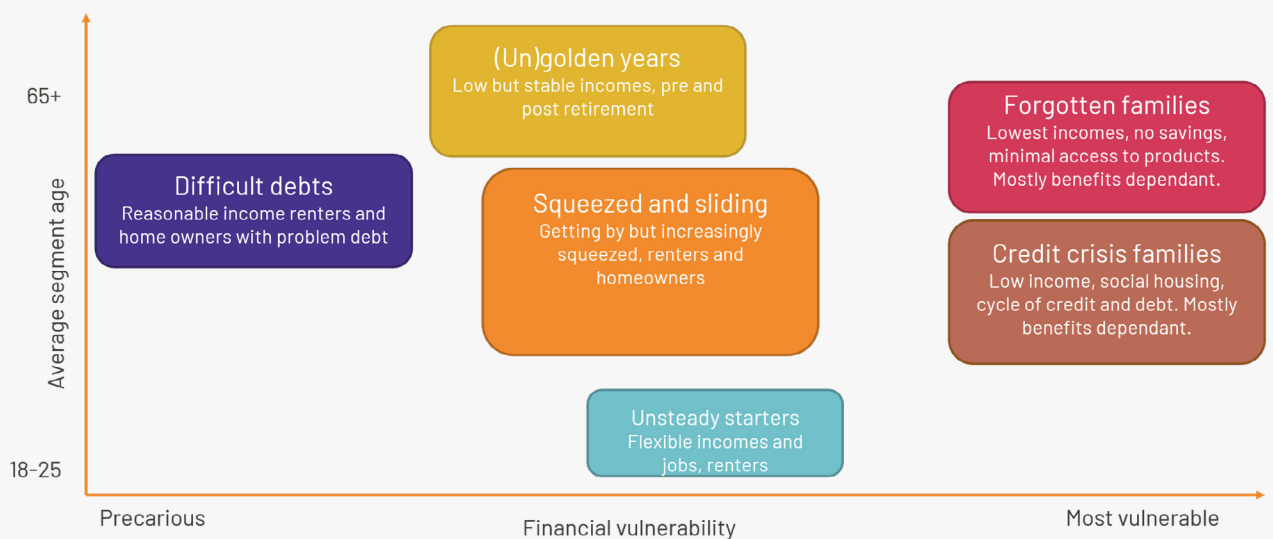 (Un)golden years
Low but stable incomes, pre and
post retirement
65+
Forgotten families
Lowest incomes, no savings,
minimal access to products.
Mostly benefits dependant.
Difficult debts
Reasonable income renters and
home owners with problem debt
Squeezed and sliding
Getting by but increasingly
squeezed, renters and
homeowners
Credit crisis families
Low income, social housing,
cycle of credit and debt. Mostly
benefits dependant.
Average segment age
Unsteady starters
Flexible incomes and
jobs, renters
18-25
Precarious
Financial vulnerability
Most vulnerable